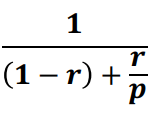 1
(1 − r) + r
p